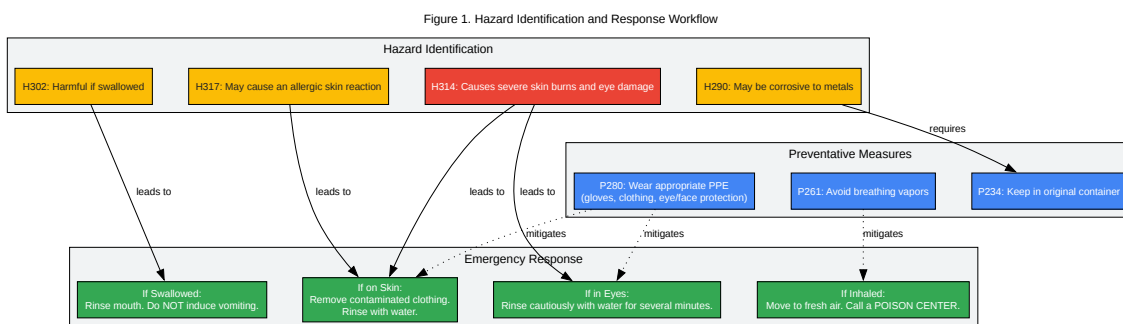 Figure 1. Hazard Identification and Response Workflow
Hazard Identification
H302: Harmful if swallowed
H317: May cause an allergic skin reaction
H314: Causes severe skin burns and eye damage
H290: May be corrosive to metals
requires
Preventative Measures
P280: Wear appropriate PPE
(gloves, clothing, eye/face protection)
P261: Avoid breathing vapors
P234: Keep in original container
leads to
leads to
leads to
leads to
mitigates
mitigates
mitigates
Emergency Response
If Swallowed:
Rinse mouth. Do NOT induce vomiting.
If on Skin:
Remove contaminated clothing.
Rinse with water.
If in Eyes:
Rinse cautiously with water for several minutes.
If Inhaled:
Move to fresh air. Call a POISON CENTER.